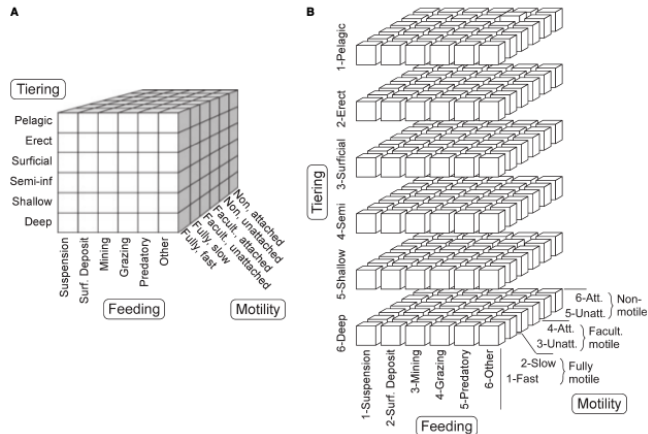 A
Tiering
Pelagic
Erect
Surficial
Semi-inf
Shallow
Deep
Suspension
Surf. Deposit
Mining
Grazing
Predatory
Other
Feeding
Non, attached
Non, unattached
Facult., attached
Facult., unattached
Fully, slow
Fully, fast
Motility
B
Tiering
1-Pelagic
2-Erect
3-Surficial
4-Semi
5-Shallow
6-Deep
1-Suspension
2-Surf. Deposit
3-Mining
4-Grazing
5-Predatory
6-Other
Feeding
6-Att.
5-Unatt.
Non-
motile
4-Att.
3-Unatt.
Facult.
motile
2-Slow
1-Fast
Fully
motile
Motility